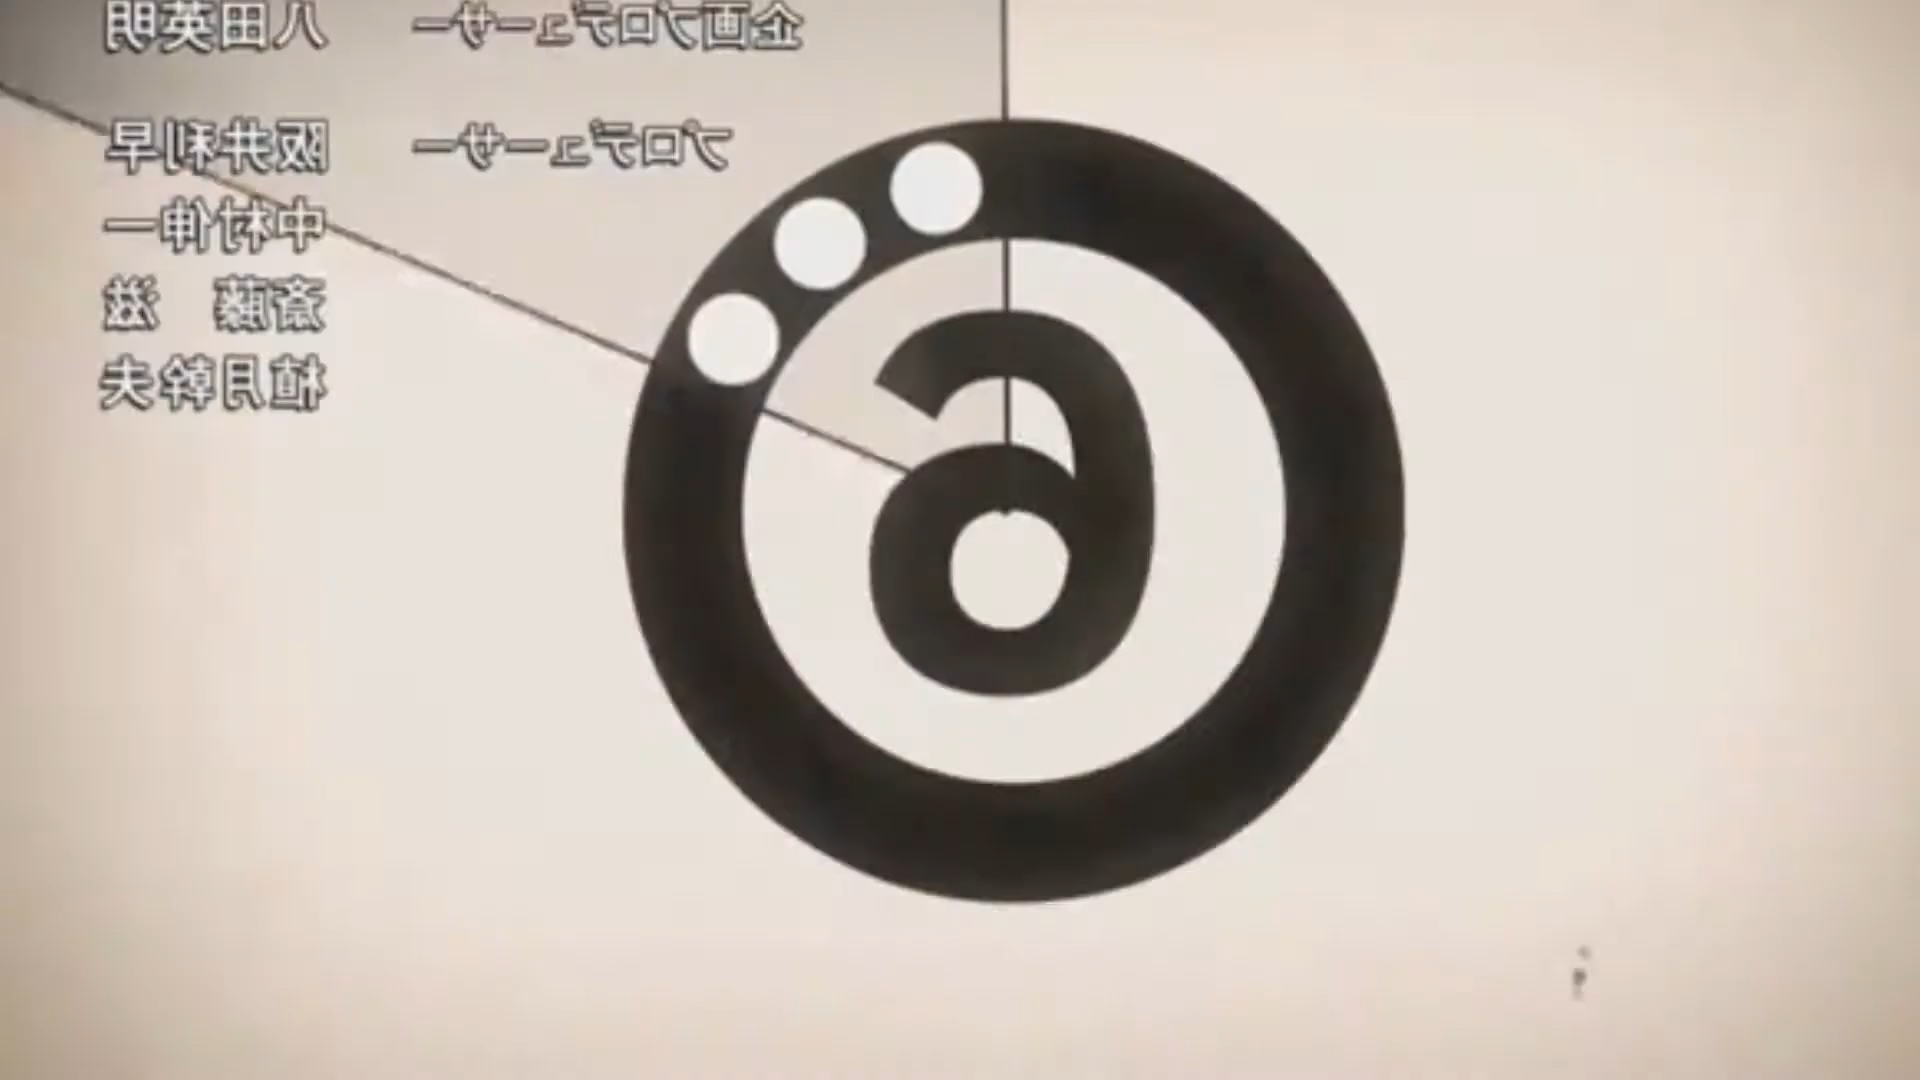 企画プロデューサー　八田英明
プロデューサー　阪井利早
中村伸一
斎藤　滋
植月幹夫
6